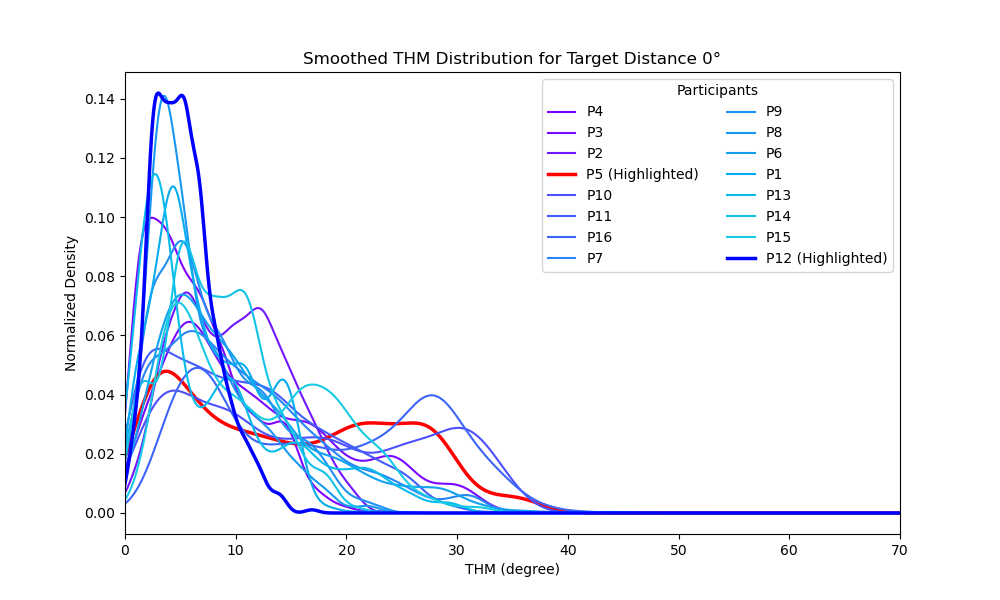 Smoothed THM Distribution for Target Distance 0°
Participants
P4
P3
P2
P5 (Highlighted)
P10
P11
P16
P7
P9
P8
P6
P1
P13
P14
P15
P12 (Highlighted)
Normalized Density
0.14
0.12
0.10
0.08
0.06
0.04
0.02
0.00
0 10 20 30 40 50 60 70
THM (degree)